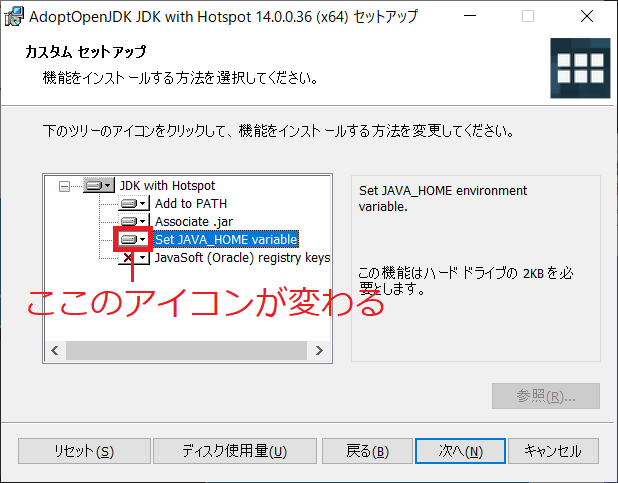 AdoptOpenJDK JDK with Hotspot 14.0.0.36 (x64) セットアップ
カスタム セットアップ
機能をインストールする方法を選択してください。
下のツリーのアイコンをクリックして、機能をインストールする方法を変更してください。
JDK with Hotspot
Add to PATH
Associate .jar
Set JAVA_HOME variable
JavaSoft (Oracle) registry keys
ここのアイコンが変わる
Set JAVA_HOME environment
variable.
この機能はハード ドライブの 2KB を必
要とします。
参照(R)...
リセット(S)
ディスク使用量(U)
戻る(B)
次へ(N)
キャンセル